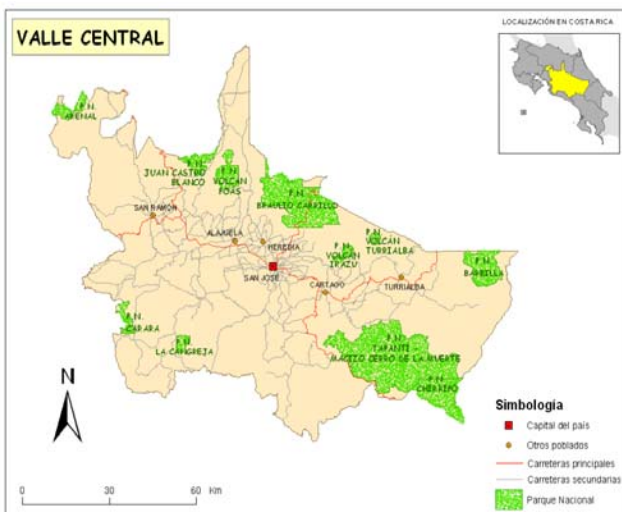 VALLE CENTRAL
LOCALIZACIÓN EN COSTA RICA
P.N.
ARENAL
P.N.
JUAN CASTRO
BLANCO
P.N.
VOLCAN
POAS
P.N.
BRAULIO CARRILLO
SAN RAMON
ALAJUELA
HEREDIA
SAN JOSE
P.N.
VOLCAN
IRAZU
P.N.
VOLCAN
TURRIALBA
P.N.
BARBILLA
CARTAGO
TURRIALBA
P.N.
CARARA
P.N.
LA CANGREJA
P.N.
TAPANTI -
MACIZO CERRO DE LA MUERTE
P.N.
CHIRRIPO
N
0 30 60 Km
Simbología
Capital del país
Otros poblados
Carreteras principales
Carreteras secundarias
Parque Nacional